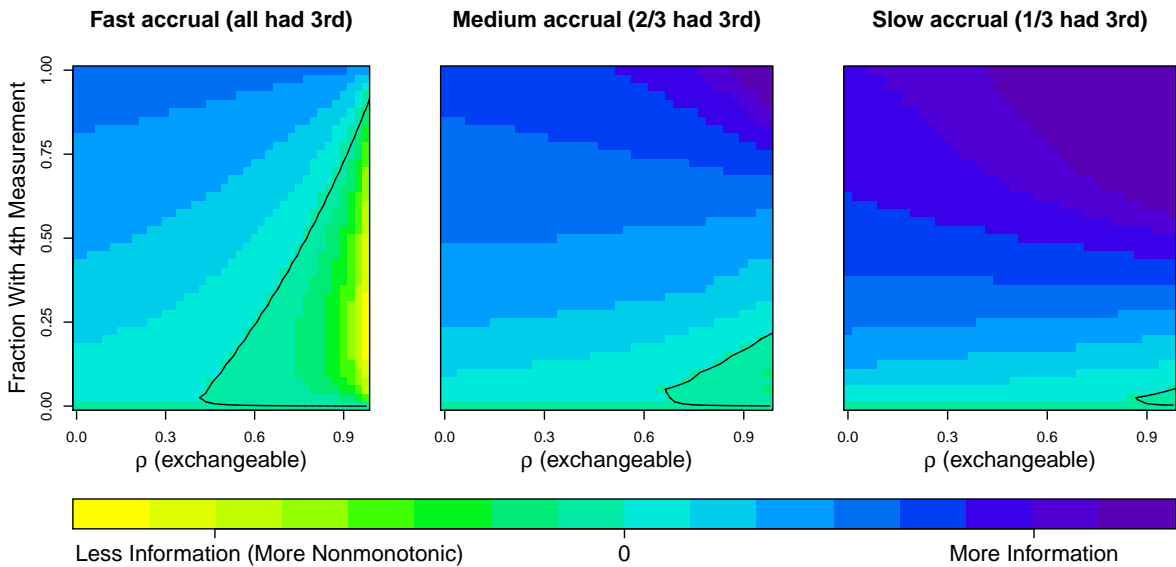 Fast accrual (all had 3rd)
Medium accrual (2/3 had 3rd)
Slow accrual (1/3 had 3rd)
Fraction With 4th Measurement
1.00
0.75
0.50
0.25
0.00
0.0 0.3 0.6 0.9
ρ (exchangeable)
0.0 0.3 0.6 0.9
ρ (exchangeable)
0.0 0.3 0.6 0.9
ρ (exchangeable)
Less Information (More Nonmonotonic) 0 More Information